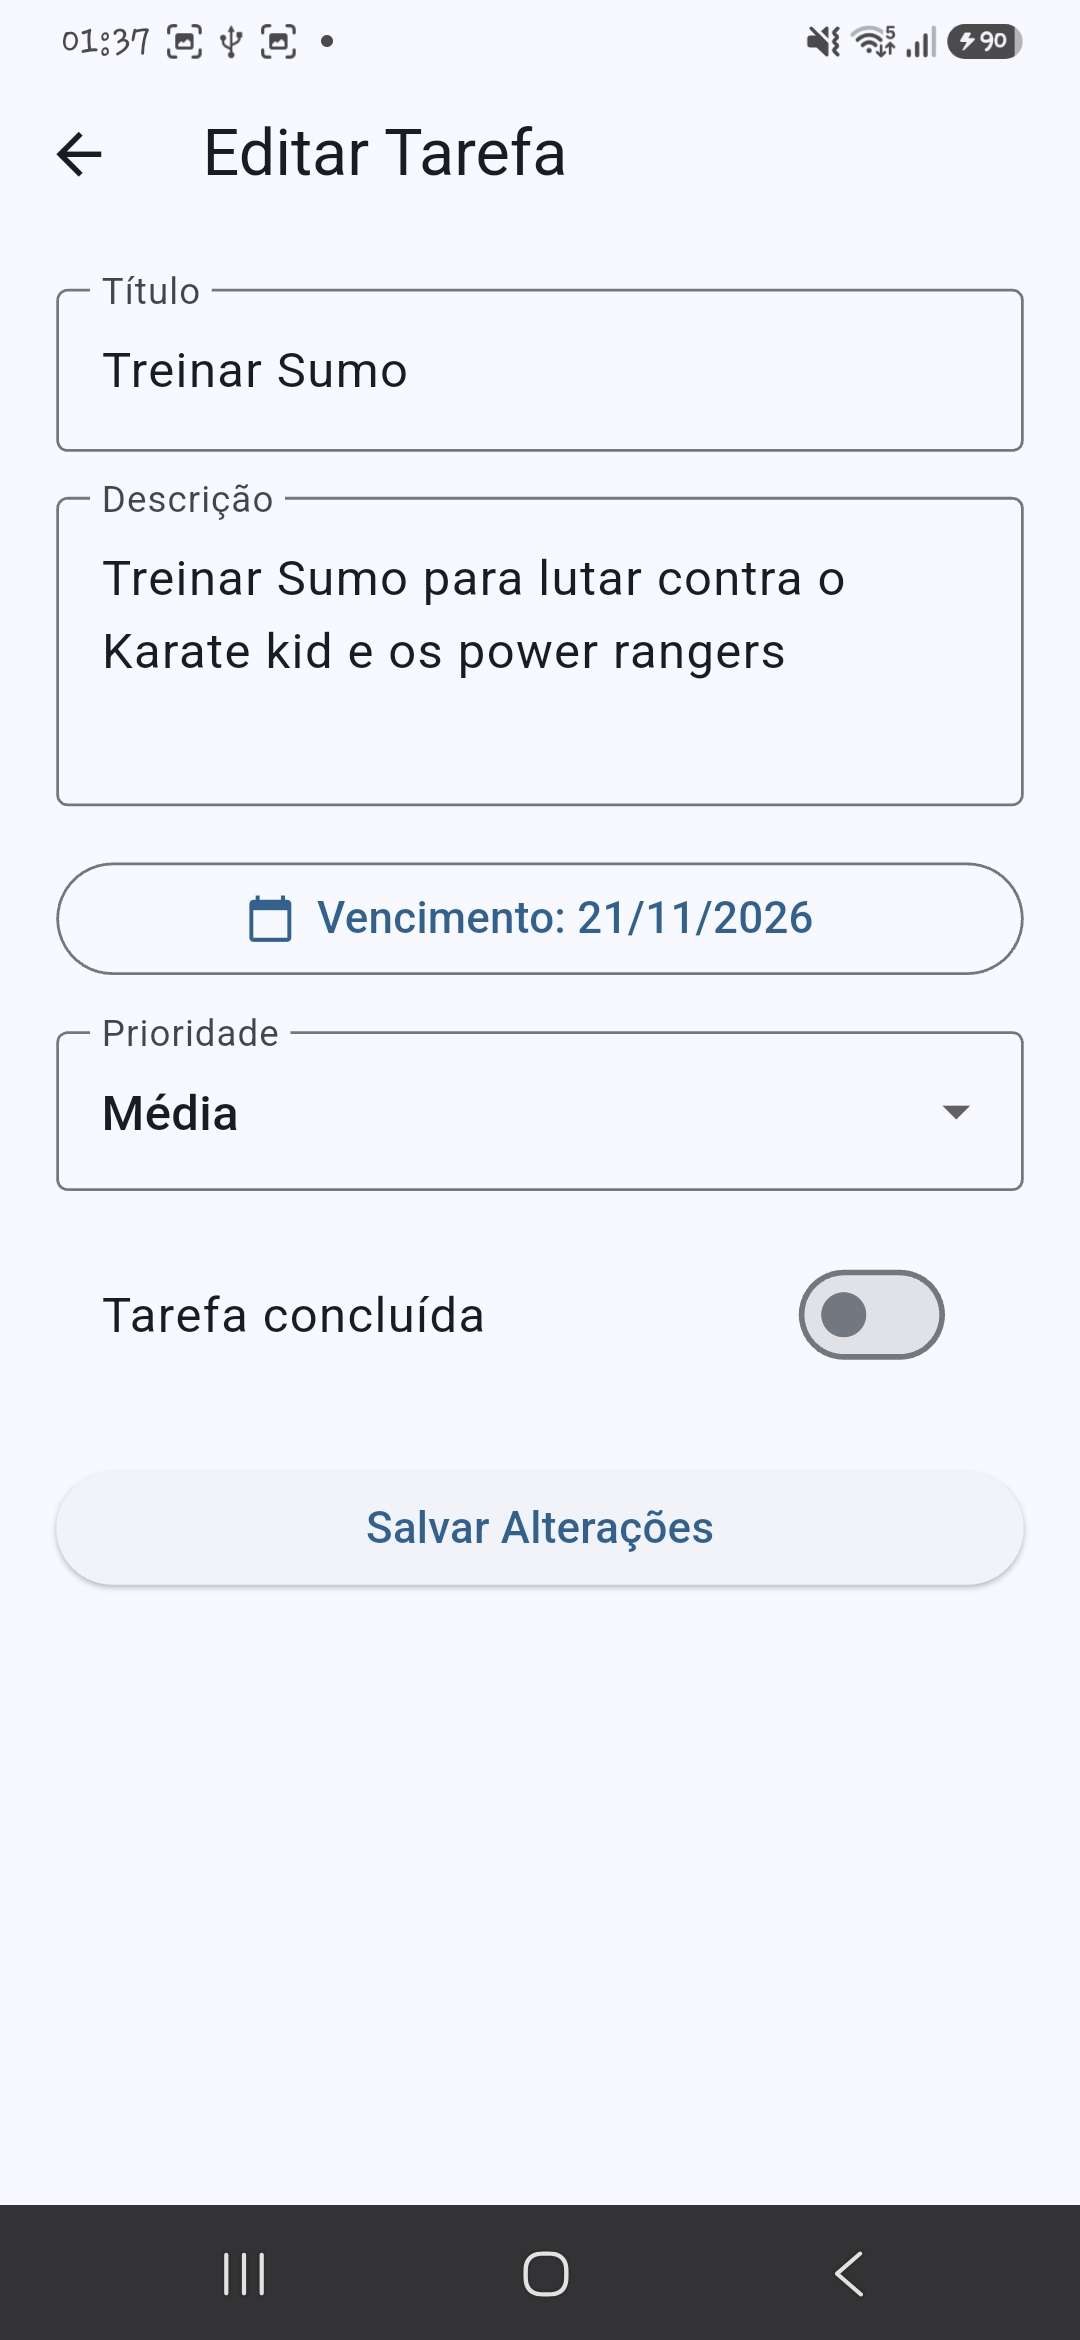 01:37
5
90
Editar Tarefa
Título
Treinar Sumo
Descrição
Treinar Sumo para lutar contra o
Karate kid e os power rangers
Vencimento: 21/11/2026
Prioridade
Média
Tarefa concluída
Salvar Alterações